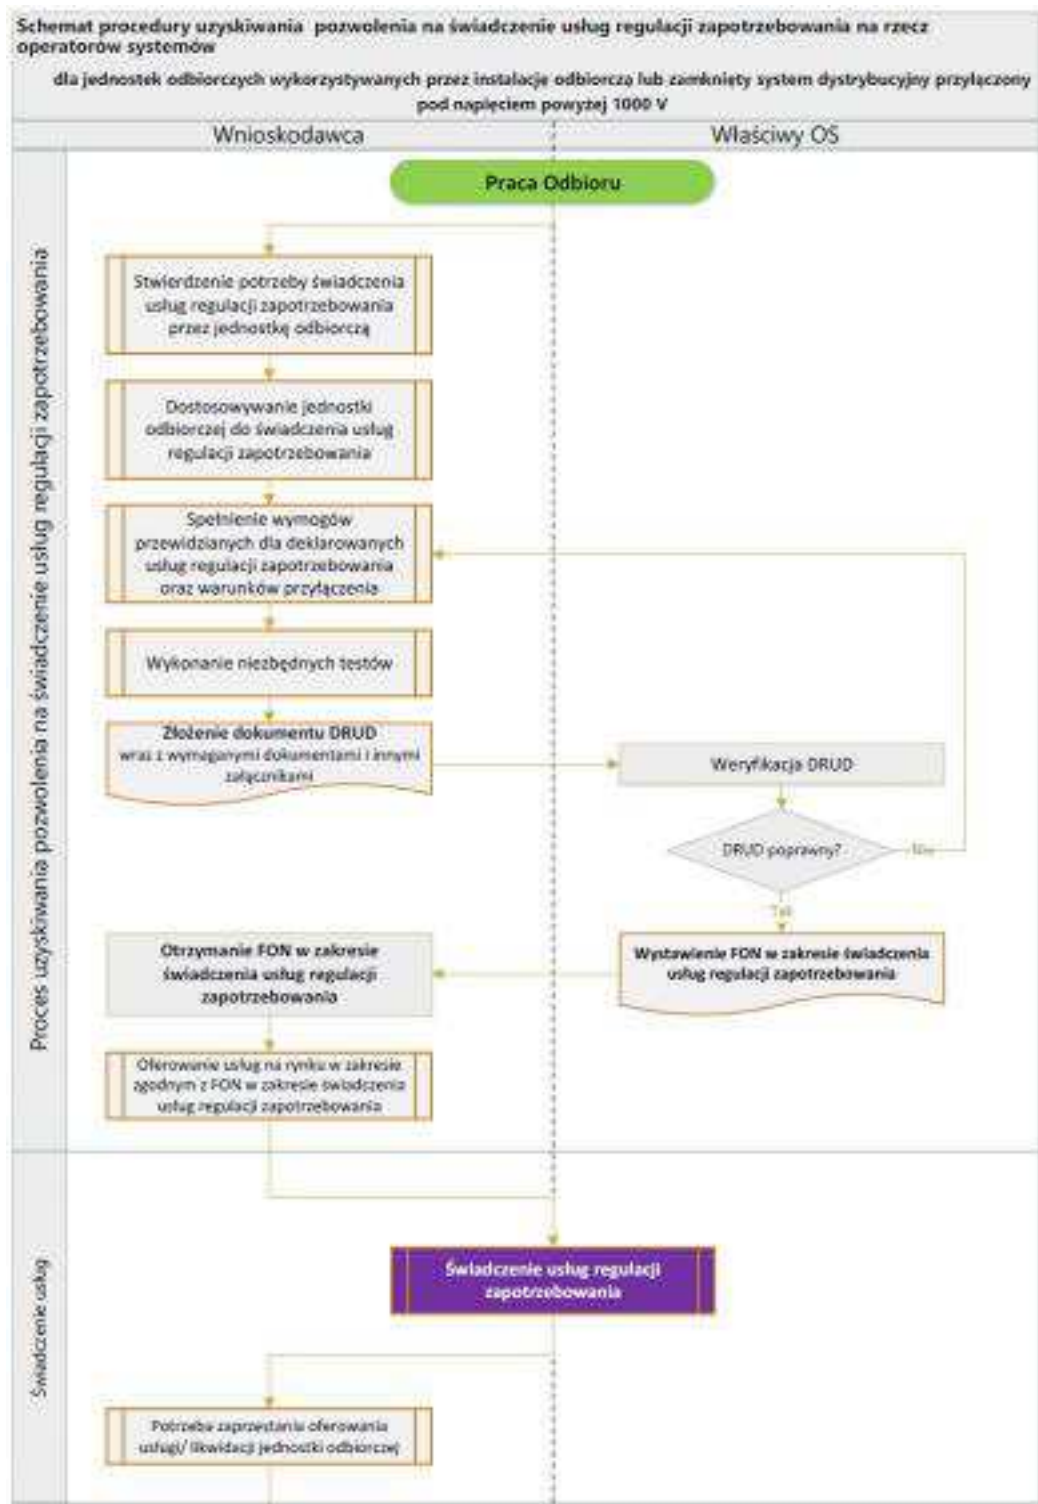 Schemat procedury uzyskiwania pozwolenia na świadczenie usług regulacji zapotrzebowania na rzecz
operatorów systemów
dla jednostek odbiorczych wykorzystywanych przez instalację odbiorczą lub zamknięty system dystrybucyjny przyłączony
pod napięciem powyżej 1000 V
Wnioskodawca
Właściwy OS
Proces uzyskiwania pozwolenia na świadczenie usług regulacji zapotrzebowania
Praca Odbioru
Stwierdzenie potrzeby świadczenia
usług regulacji zapotrzebowania
przez jednostkę odbiorczą
Dostosowywanie jednostki
odbiorczej do świadczenia usług
regulacji zapotrzebowania
Spełnienie wymogów
przewidzianych dla deklarowanych
usług regulacji zapotrzebowania
oraz warunków przyłączenia
Wykonanie niezbędnych testów
Złożenie dokumentu DRUD
wraz z wymaganymi dokumentami i innymi
załącznikami
Weryfikacja DRUD
DRUD poprawny?
Nie
Tak
Wystawienie FON w zakresie świadczenia
usług regulacji zapotrzebowania
Otrzymanie FON w zakresie
świadczenia usług regulacji
zapotrzebowania
Oferowanie usług na rynku w zakresie
zgodnym z FON w zakresie świadczenia
usług regulacji zapotrzebowania
Świadczenie usług
Świadczenie usług regulacji
zapotrzebowania
Potrzeba zaprzestania oferowania
usługi/ likwidacji jednostki odbiorczej